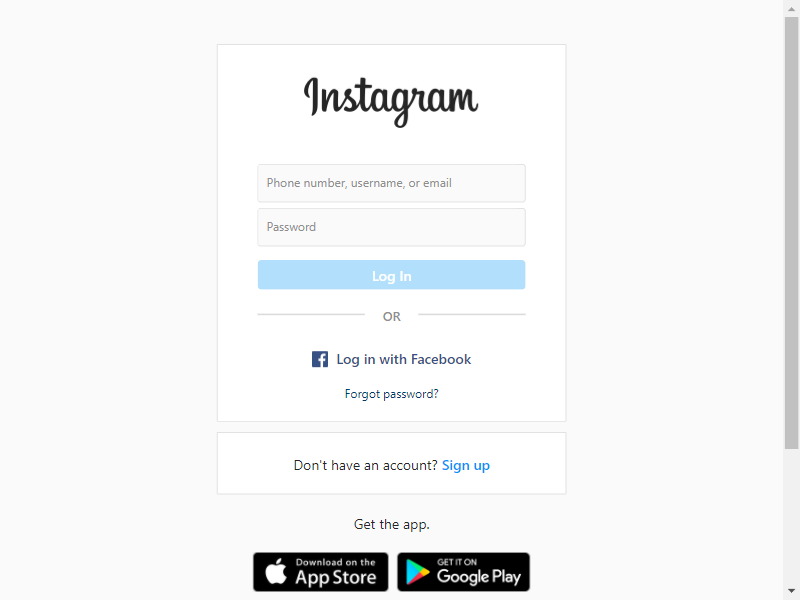 Instagram
Phone number, username, or email
Password
Log In
OR
Log in with Facebook
Forgot password?
Don't have an account? Sign up
Get the app.
Download on the
App Store
GET IT ON
Google Play